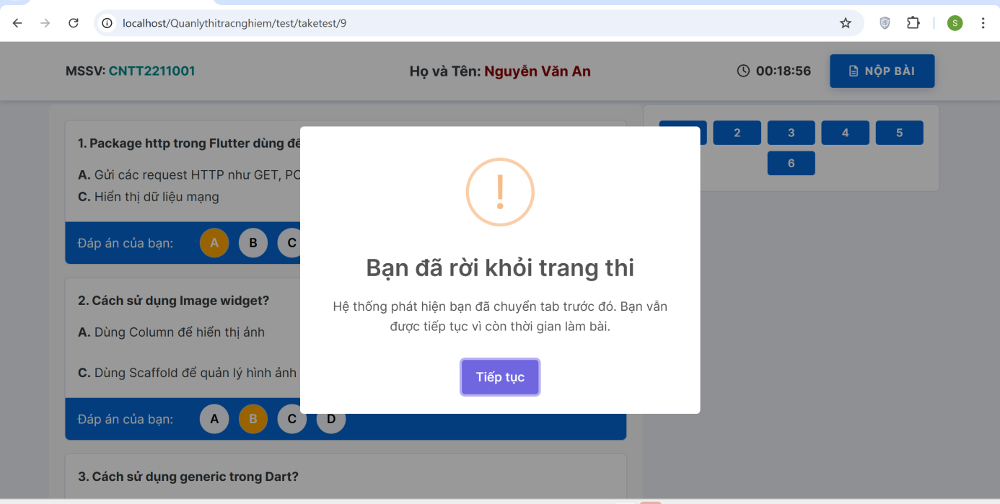 localhost/Quanlythitracnghiem/test/taketest/9
S
MSSV: CNTT2211001
Họ và Tên: Nguyễn Văn An
00:18:56
NỘP BÀI
1. Package http trong Flutter dùng để
A. Gửi các request HTTP như GET,
C. Hiển thị dữ liệu mạng
Đáp án của bạn: A B C
2. Cách sử dụng Image widget?
A. Dùng Column để hiển thị ảnh
C. Dùng Scaffold để quản lý hình ảnh
Đáp án của bạn: A B C D
3. Cách sử dụng generic trong Dart?
2 3 4 5
6
Bạn đã rời khỏi trang thi
Hệ thống phát hiện bạn đã chuyển tab trước đó. Bạn vẫn
được tiếp tục vì còn thời gian làm bài.
Tiếp tục